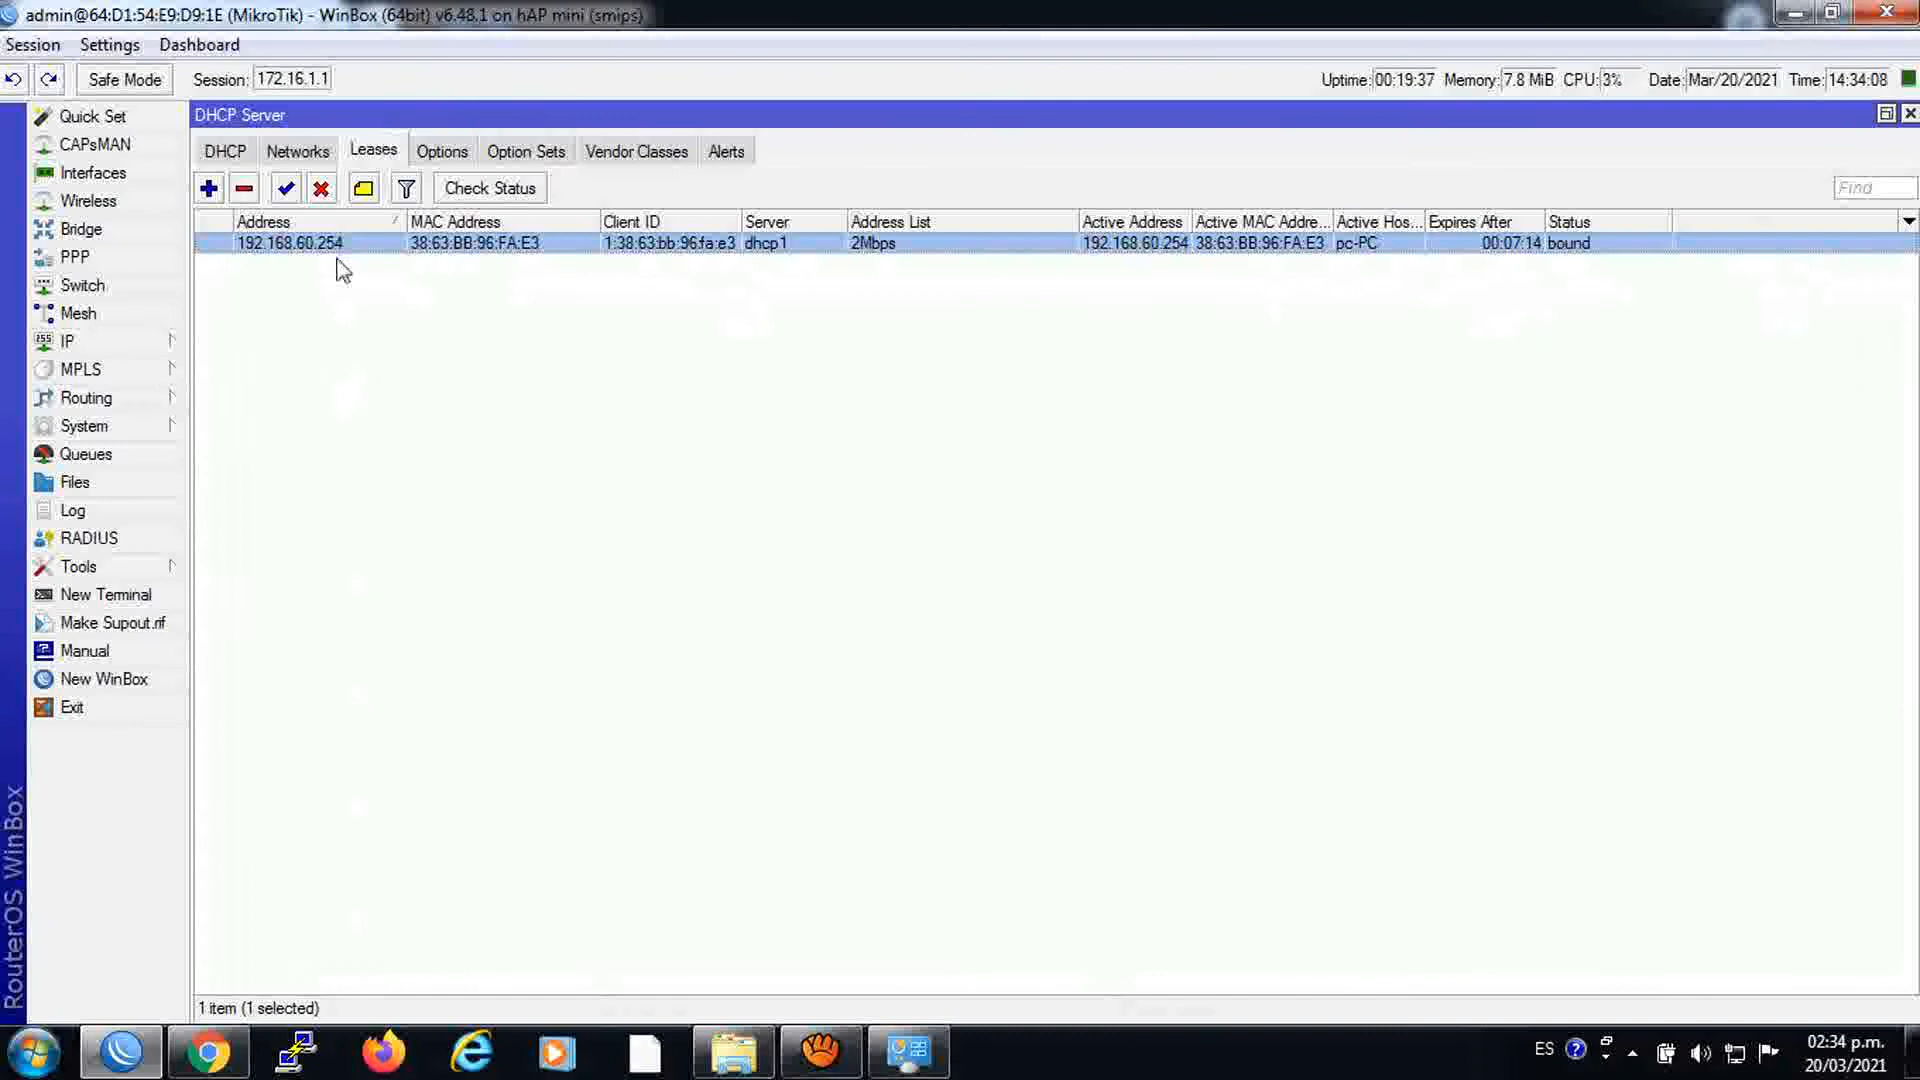 admin@64:D1:54:E9:D9:1E (MikroTik) - WinBox (64bit) v6.48.1 on hAP mini (smips)
Session Settings Dashboard
Safe Mode Session: 172.16.1.1 Uptime: 00:19:37 Memory: 7.8 MiB CPU: 3% Date: Mar/20/2021 Time: 14:34:08
Quick Set
CAPsMAN
Interfaces
Wireless
Bridge
PPP
Switch
Mesh
IP
MPLS
Routing
System
Queues
Files
Log
RADIUS
Tools
New Terminal
Make Supout.rif
Manual
New WinBox
Exit
RouterOS WinBox
DHCP Server
DHCP Networks Leases Options Option Sets Vendor Classes Alerts
Check Status Find
Address MAC Address Client ID Server Address List Active Address Active MAC Addre... Active Hos... Expires After Status
192.168.60.254 38:63:BB:96:FA:E3 1:38:63:bb:96:fa:e3 dhcp1 2Mbps 192.168.60.254 38:63:BB:96:FA:E3 pc-PC 00:07:14 bound
1 item (1 selected)
ES 02:34 p.m.
20/03/2021